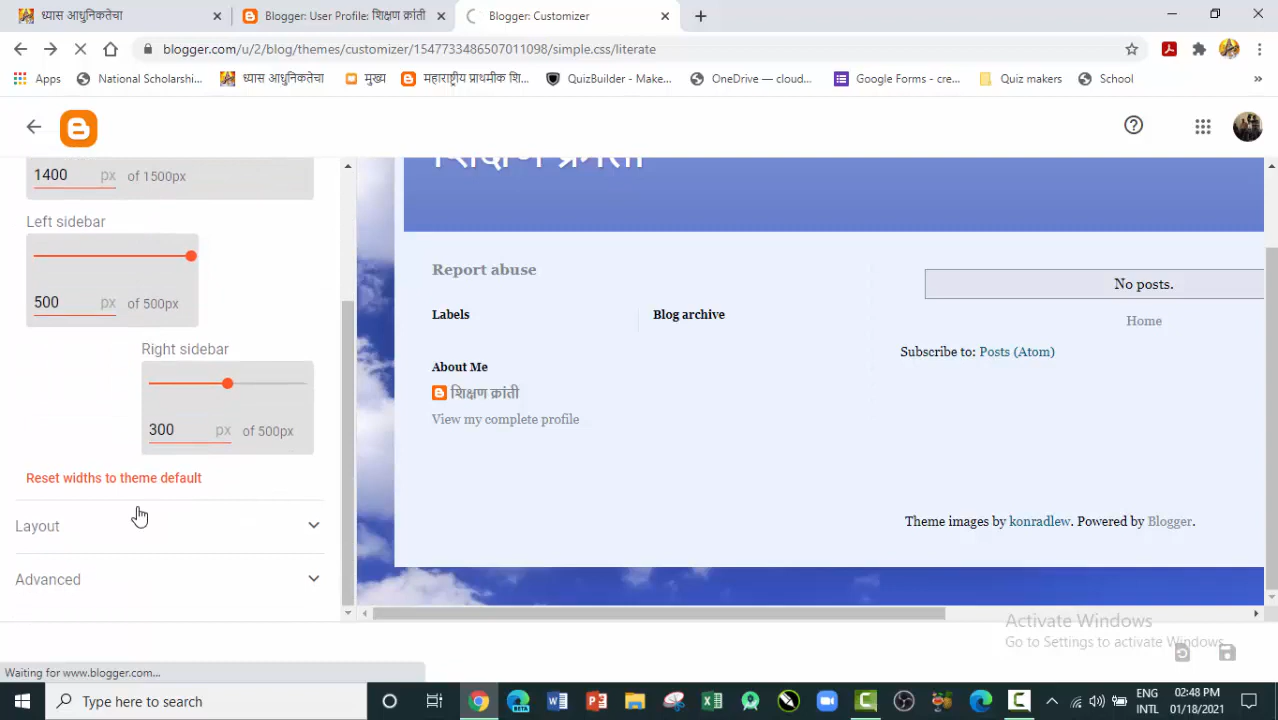 ध्यास आधुनिकतेचा
Blogger: User Profile: शिक्षण क्रांती
Blogger: Customizer
blogger.com/u/2/blog/themes/customizer/1547733486507011098/simple.css/literate
Apps
National Scholarshi...
ध्यास आधुनिकतेचा
मुख्य
महाराष्ट्रीय प्राथमीक शि...
QuizBuilder - Make...
OneDrive — cloud...
Google Forms - cre...
Quiz makers
School
»
1400 px of 1500px
Left sidebar
500 px of 500px
Right sidebar
300 px of 500px
Reset widths to theme default
Layout
Advanced
शिक्षण क्रांती
Report abuse
Labels
Blog archive
About Me
शिक्षण क्रांती
View my complete profile
No posts.
Home
Subscribe to: Posts (Atom)
Theme images by konradlew. Powered by Blogger.
Activate Windows
Go to Settings to activate Windows.
Waiting for www.blogger.com...
Type here to search
ENG
INTL
02:48 PM
01/18/2021